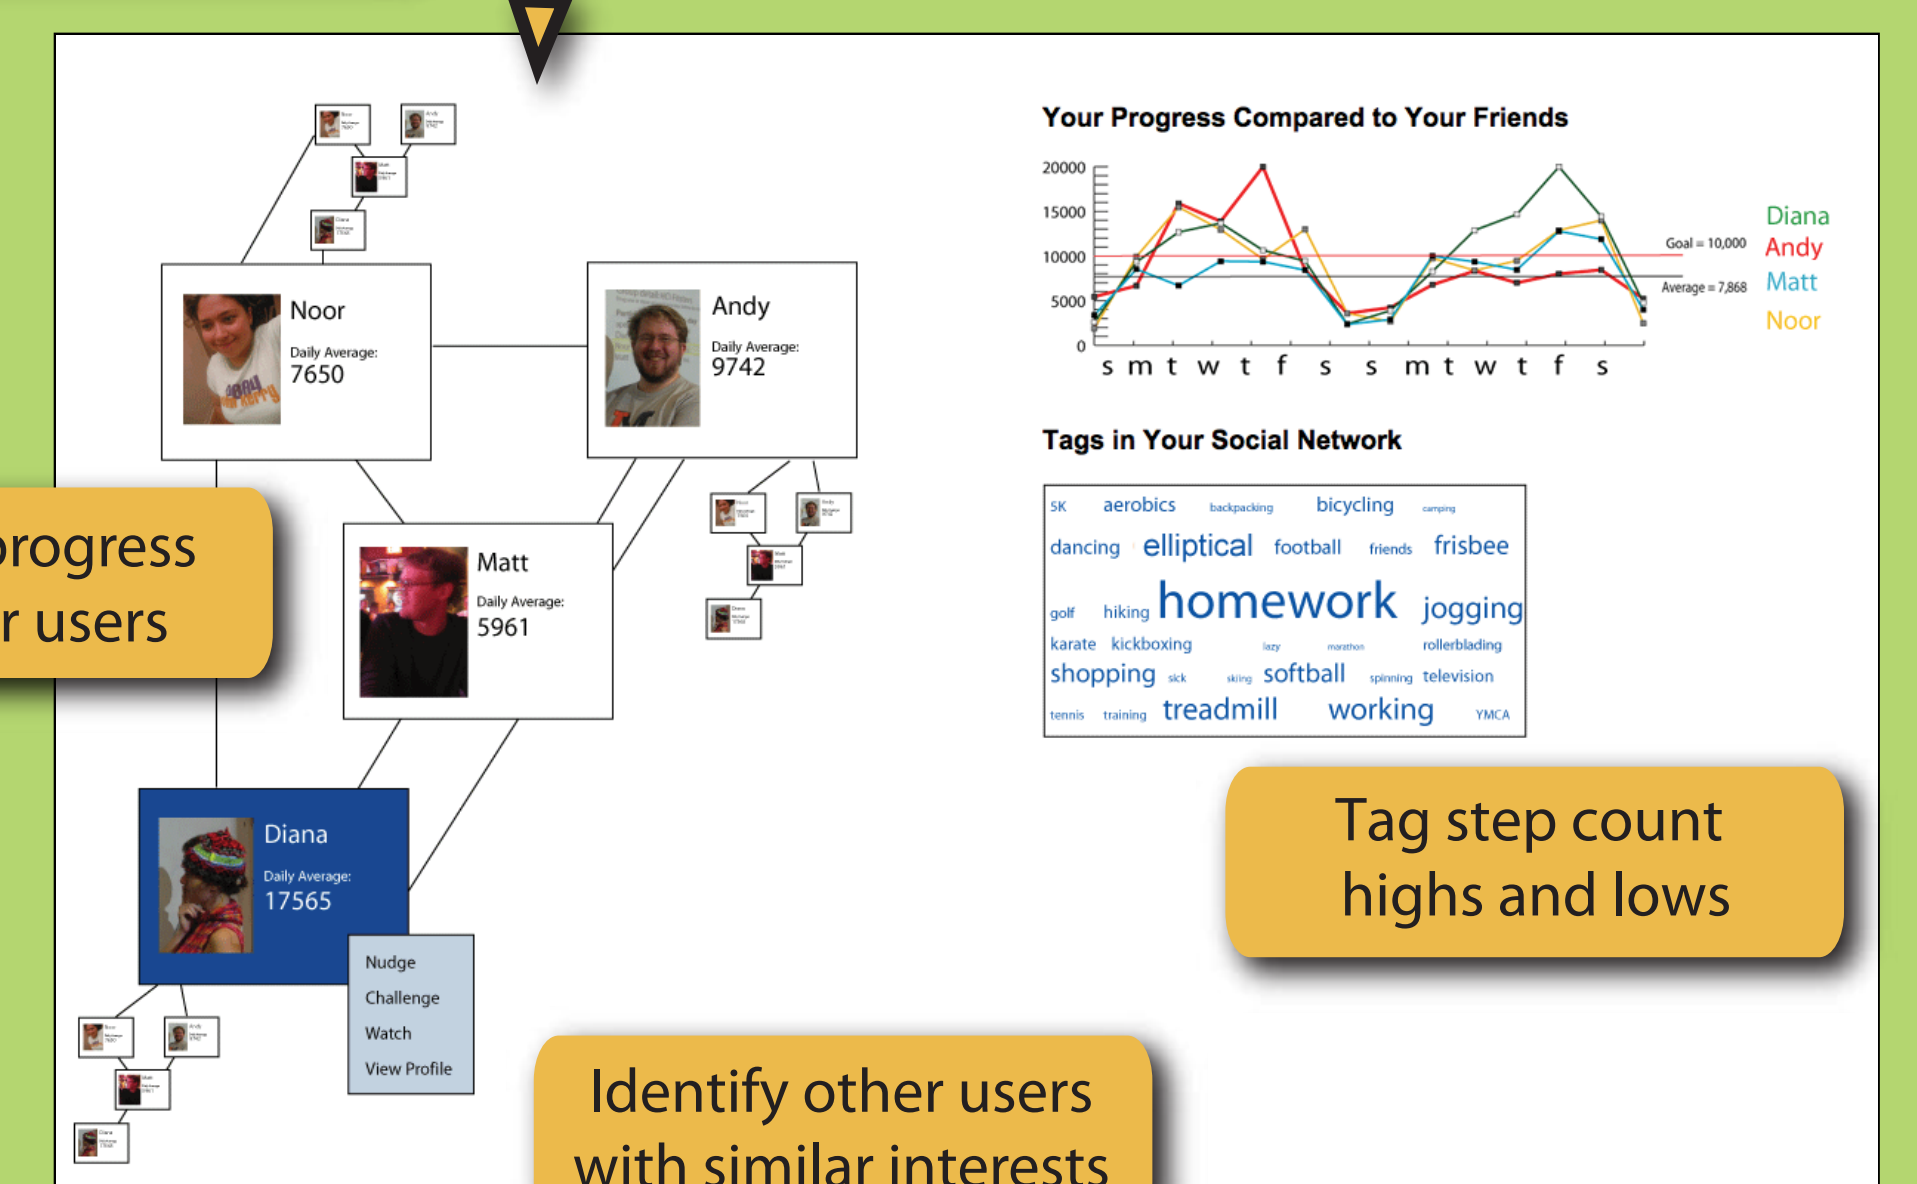 Noor
Daily Average:
7650
Andy
Daily Average:
9742
Matt
Daily Average:
5961
Diana
Daily Average:
17565
Nudge
Challenge
Watch
View Profile
progress
r users
Your Progress Compared to Your Friends
20000
15000
10000
5000
0
s m t w t f s s m t w t f s
Goal = 10,000
Average = 7,868
Diana
Andy
Matt
Noor
Tags in Your Social Network
5K aerobics backpacking bicycling camping
dancing elliptical football friends frisbee
golf hiking homework jogging
karate kickboxing lazy marathon rollerblading
shopping sick skiing softball spinning television
tennis training treadmill working YMCA
Tag step count
highs and lows
Identify other users
with similar interests